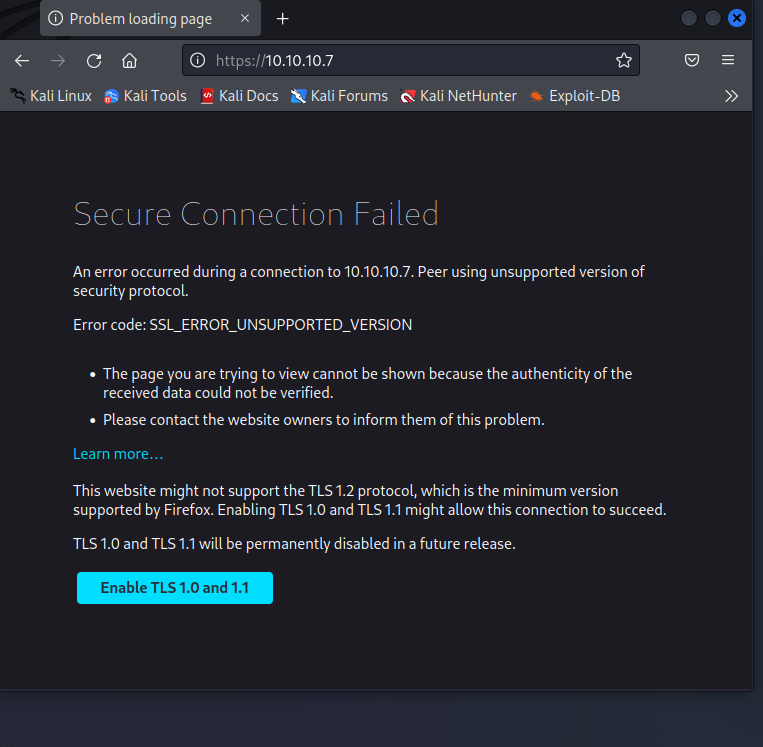 Problem loading page
https://10.10.10.7
Kali Linux Kali Tools Kali Docs Kali Forums Kali NetHunter Exploit-DB
Secure Connection Failed
An error occurred during a connection to 10.10.10.7. Peer using unsupported version of
security protocol.
Error code: SSL_ERROR_UNSUPPORTED_VERSION
• The page you are trying to view cannot be shown because the authenticity of the
received data could not be verified.
• Please contact the website owners to inform them of this problem.
Learn more…
This website might not support the TLS 1.2 protocol, which is the minimum version
supported by Firefox. Enabling TLS 1.0 and TLS 1.1 might allow this connection to succeed.
TLS 1.0 and TLS 1.1 will be permanently disabled in a future release.
Enable TLS 1.0 and 1.1